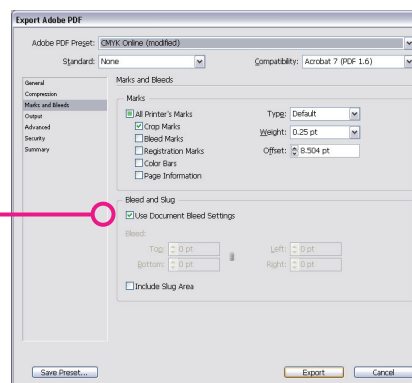 Export Adobe PDF
Adobe PDF Preset: CMYK Online (modified)
Standard: None Compatibility: Acrobat 7 (PDF 1.6)
General
Compression
Marks and Bleeds
Output
Advanced
Security
Summary
Marks and Bleeds
Marks
All Printer's Marks Type: Default
Crop Marks Weight: 0.25 pt
Bleed Marks
Registration Marks Offset: 8.504 pt
Color Bars
Page Information
Bleed and Slug
Use Document Bleed Settings
Bleed:
Top: 0 pt Left: 0 pt
Bottom: 0 pt Right: 0 pt
Include Slug Area
Save Preset... Export Cancel